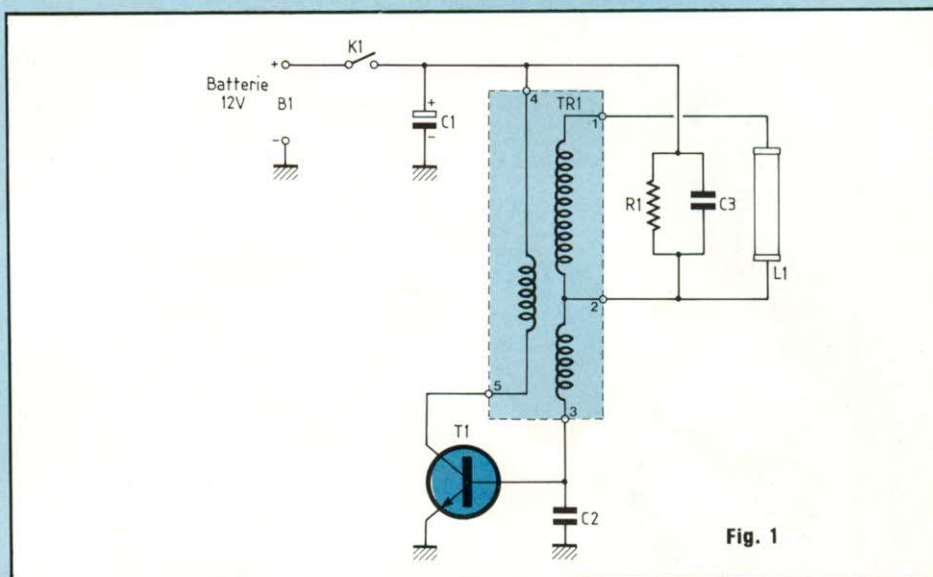 K1
Batterie
12V
B1
+
-
C1
+
-
4
TR1
1
R1
C3
L1
2
5
3
T1
C2
Fig. 1